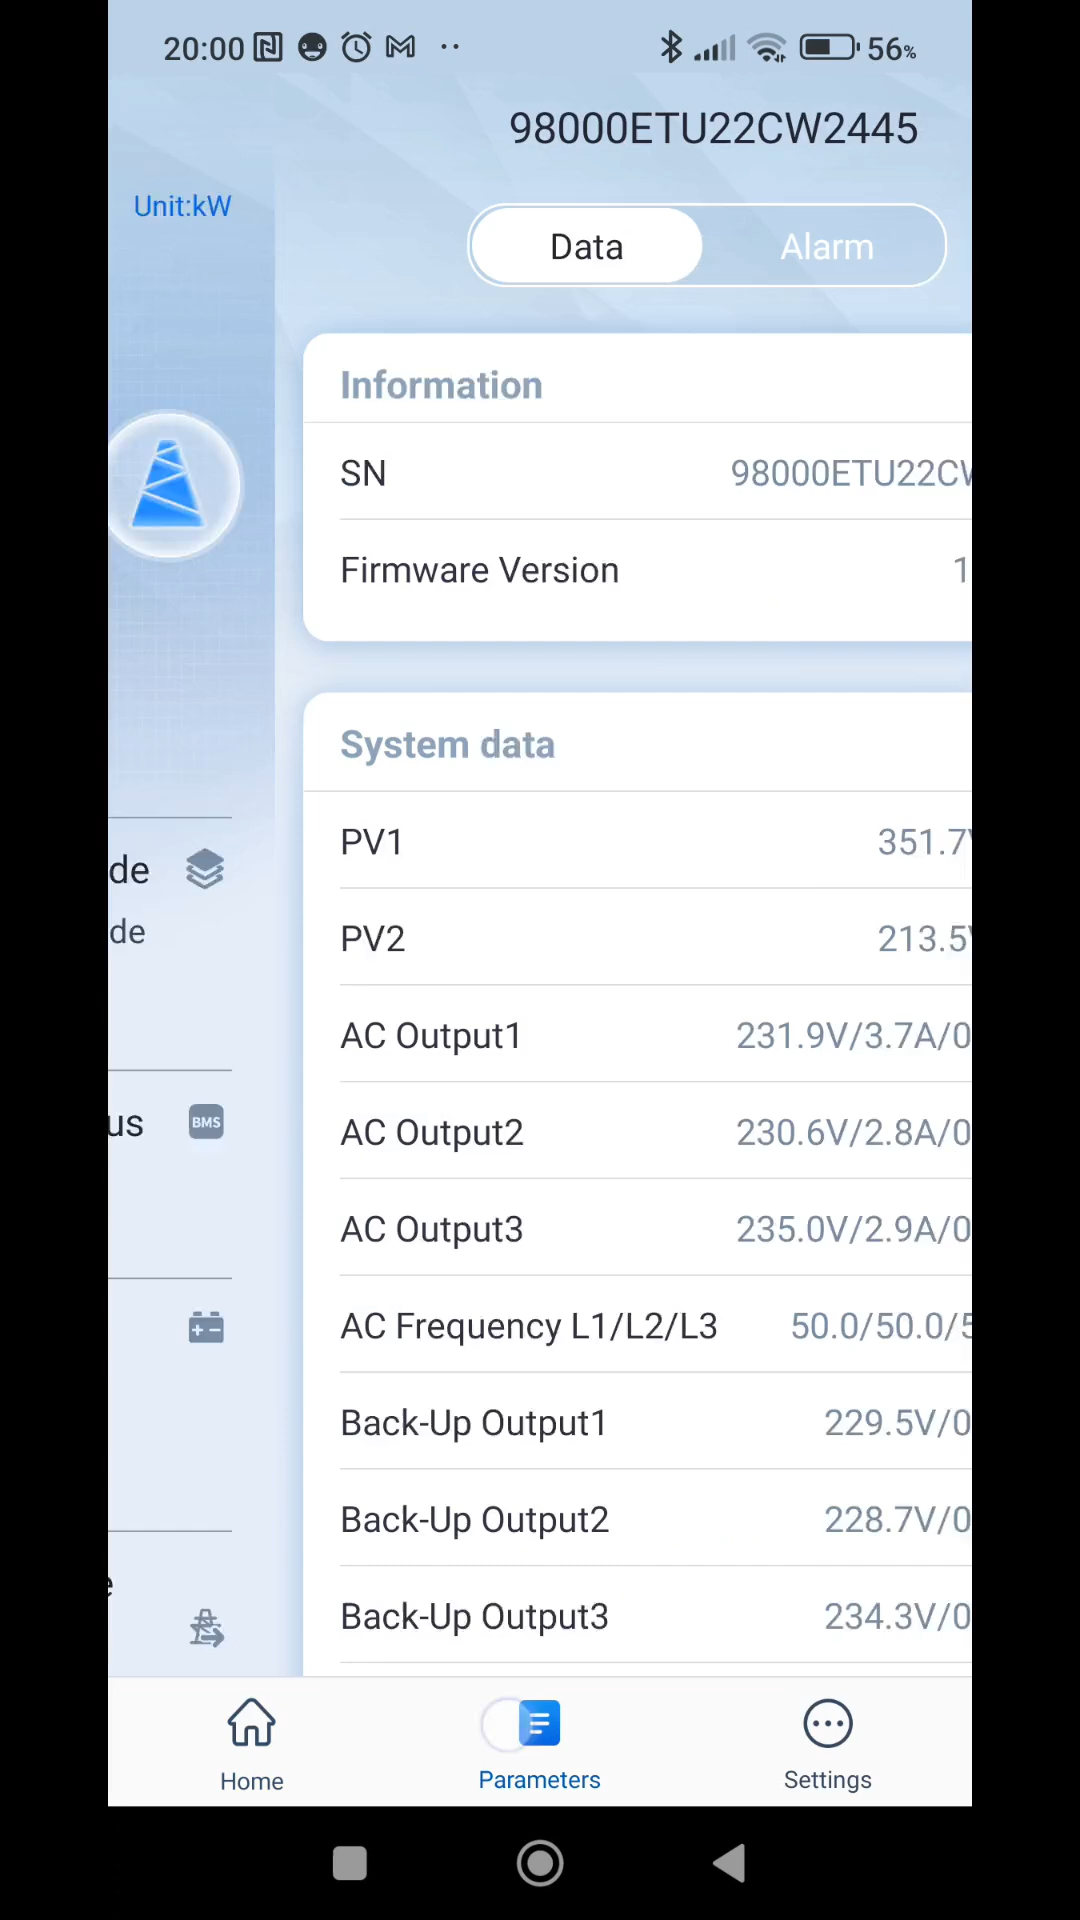 20:00
56%
98000ETU22CW2445
Unit:kW
Data
Alarm
Information
SN
98000ETU22CW
Firmware Version
1
System data
PV1
351.7V
PV2
213.5V
de
de
AC Output1
231.9V/3.7A/0
AC Output2
230.6V/2.8A/0
us
BMS
AC Output3
235.0V/2.9A/0
AC Frequency L1/L2/L3
50.0/50.0/5
Back-Up Output1
229.5V/0
Back-Up Output2
228.7V/0
e
Back-Up Output3
234.3V/0
Home
Parameters
Settings